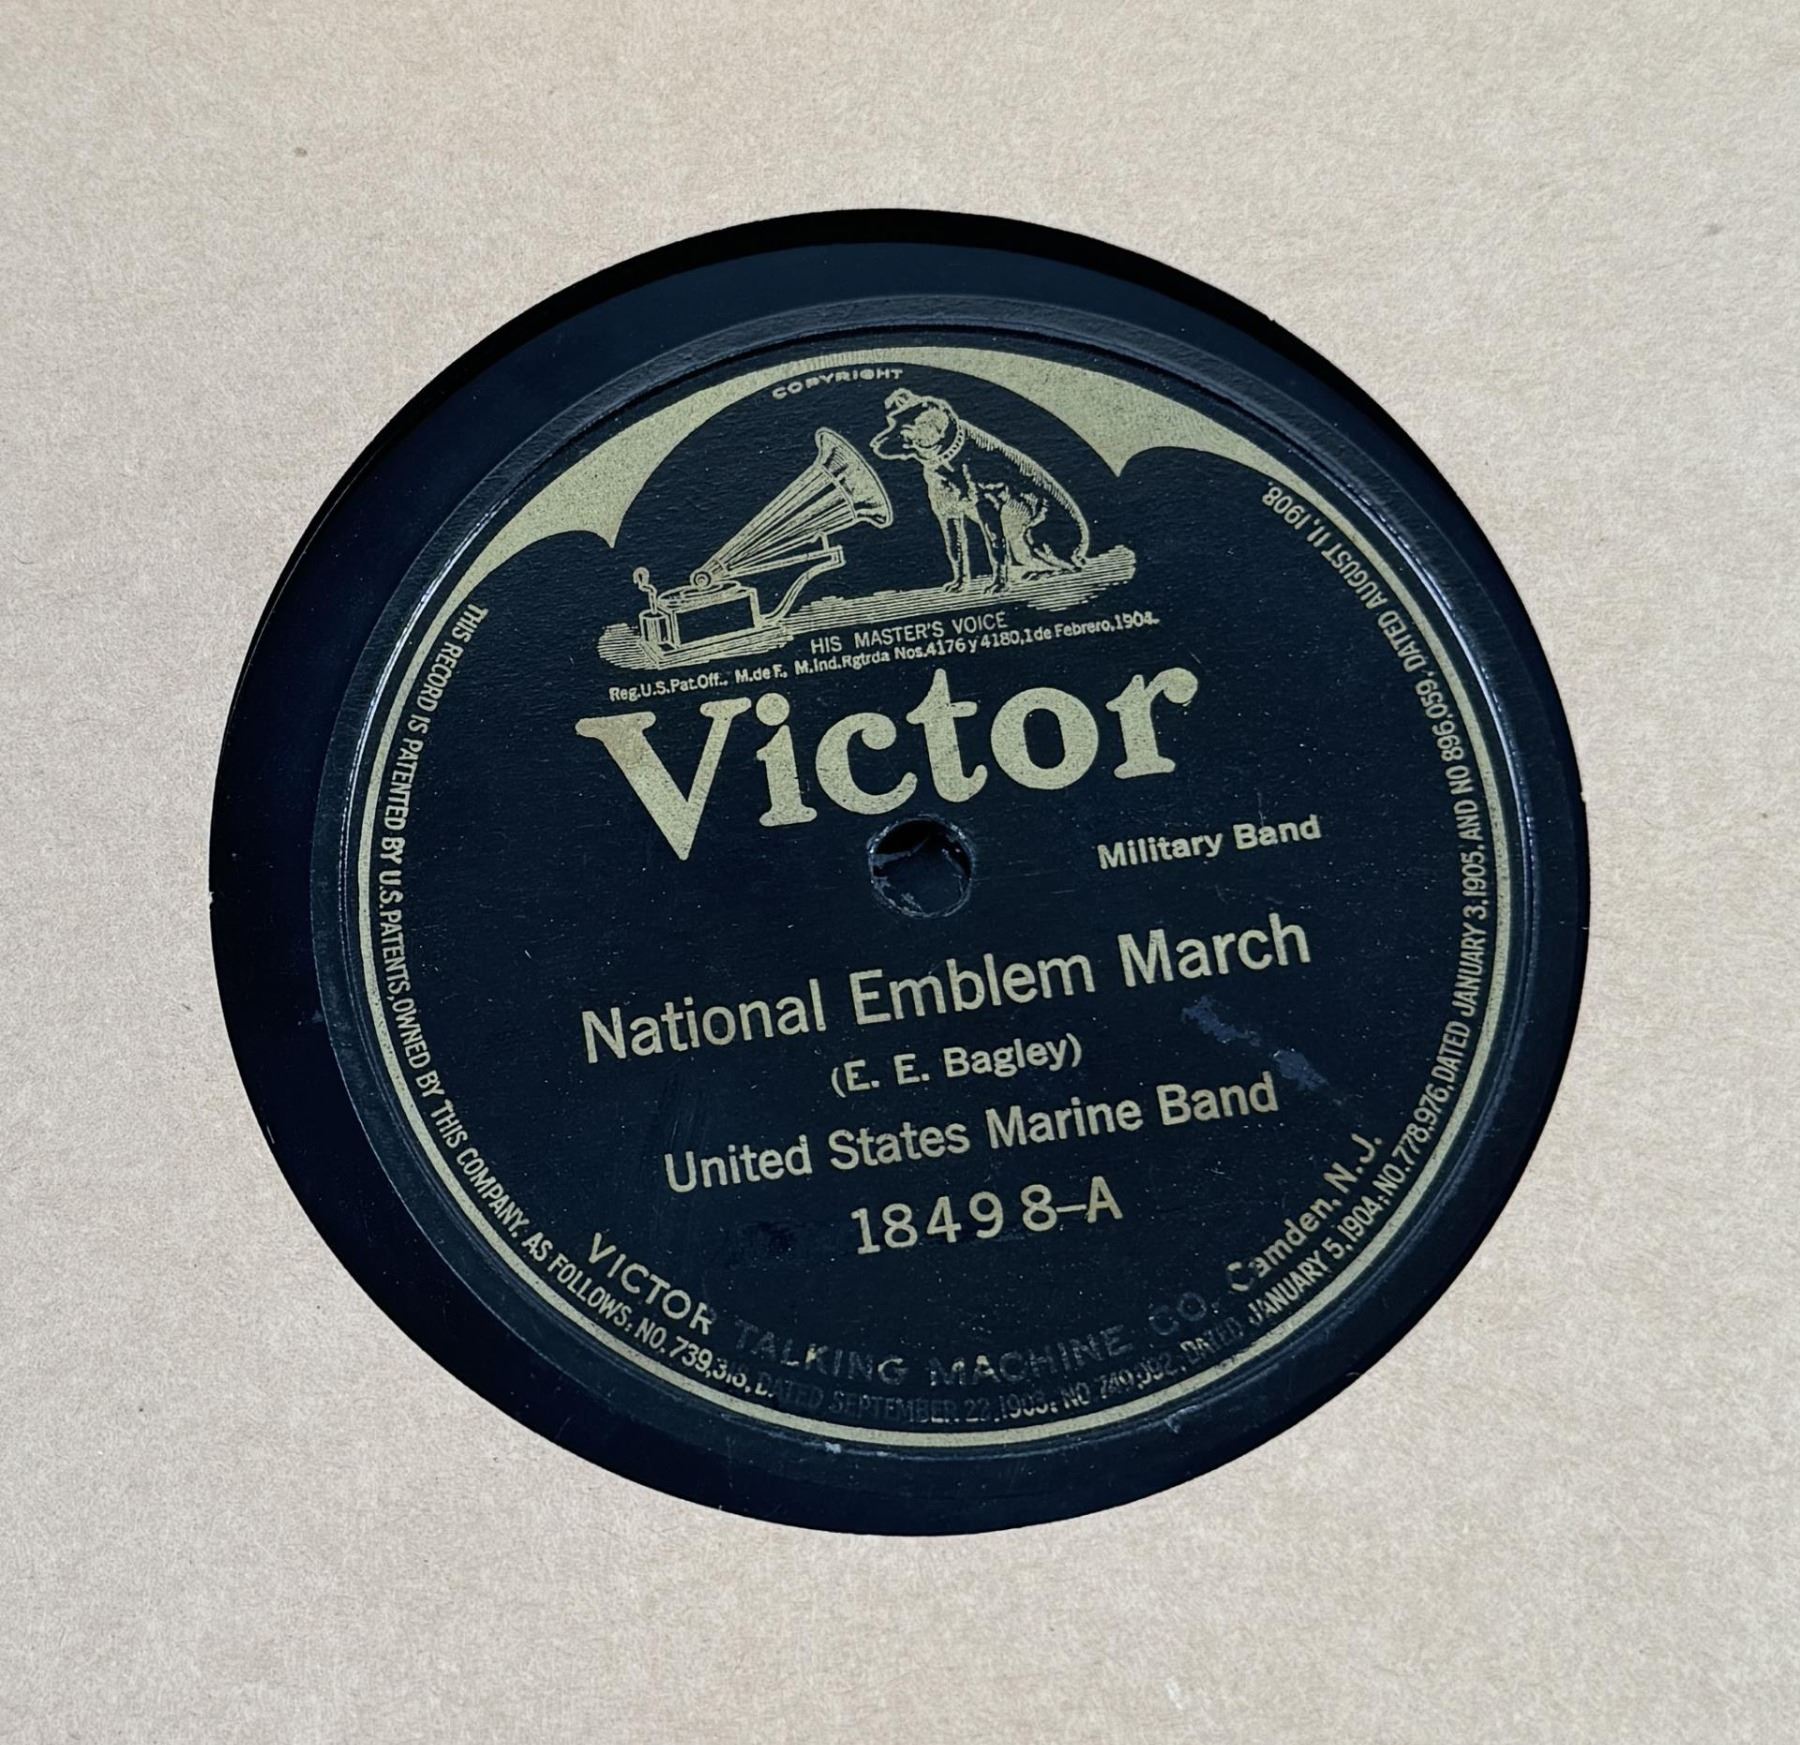 COPYRIGHT
HIS MASTER'S VOICE
Reg.U.S.Pat.Off., M.de F., M.Ind.Rgtrda Nos.4176 y 4180,1 de Febrero,1904.
Victor
Military Band
National Emblem March
(E. E. Bagley)
United States Marine Band
18498-A
VICTOR TALKING MACHINE CO. Camden, N.J.
THIS RECORD IS PATENTED BY U.S. PATENTS, OWNED BY THIS COMPANY, AS FOLLOWS: NO. 739,318, DATED SEPTEMBER 22, 1903; NO 749,092, DATED JANUARY 5, 1904; NO. 778,976, DATED JANUARY 3, 1905, AND NO 896,059, DATED AUGUST 11, 1908.